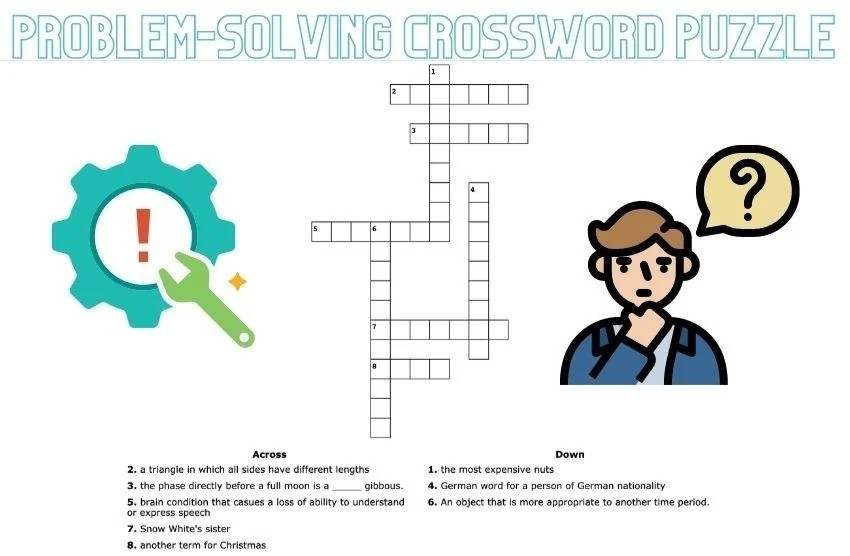 PROBLEM-SOLVING CROSSWORD PUZZLE
1
2
3
4
5
6
7
8
!
?
Across
2. a triangle in which all sides have different lengths
3. the phase directly before a full moon is a _____ gibbous.
5. brain condition that casues a loss of ability to understand
or express speech
7. Snow White's sister
8. another term for Christmas
Down
1. the most expensive nuts
4. German word for a person of German nationality
6. An object that is more appropriate to another time period.